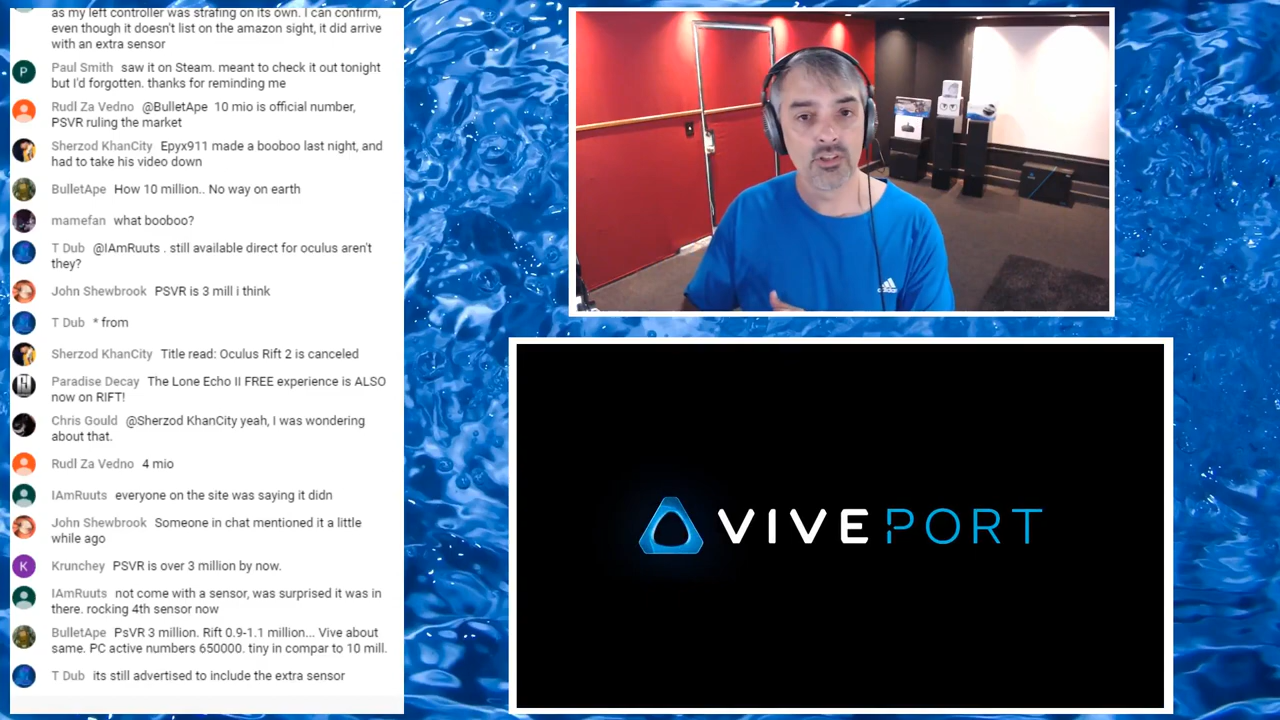 as my left controller was strafing on its own. I can confirm,
even though it doesn't list on the amazon sight, it did arrive
with an extra sensor
P Paul Smith saw it on Steam. meant to check it out tonight
but I'd forgotten. thanks for reminding me
Rudl Za Vedno @BulletApe 10 mio is official number,
PSVR ruling the market
Sherzod KhanCity Epyx911 made a booboo last night, and
had to take his video down
BulletApe How 10 million.. No way on earth
mamefan what booboo?
T Dub @IAmRuuts . still available direct for oculus aren't
they?
John Shewbrook PSVR is 3 mill i think
T Dub * from
Sherzod KhanCity Title read: Oculus Rift 2 is canceled
Paradise Decay The Lone Echo II FREE experience is ALSO
now on RIFT!
Chris Gould @Sherzod KhanCity yeah, I was wondering
about that.
Rudl Za Vedno 4 mio
IAmRuuts everyone on the site was saying it didn
John Shewbrook Someone in chat mentioned it a little
while ago
K Krunchey PSVR is over 3 million by now.
IAmRuuts not come with a sensor, was surprised it was in
there. rocking 4th sensor now
BulletApe PsVR 3 million. Rift 0.9-1.1 million... Vive about
same. PC active numbers 650000. tiny in compar to 10 mill.
T Dub its still advertised to include the extra sensor
adidas
VIVEPORT